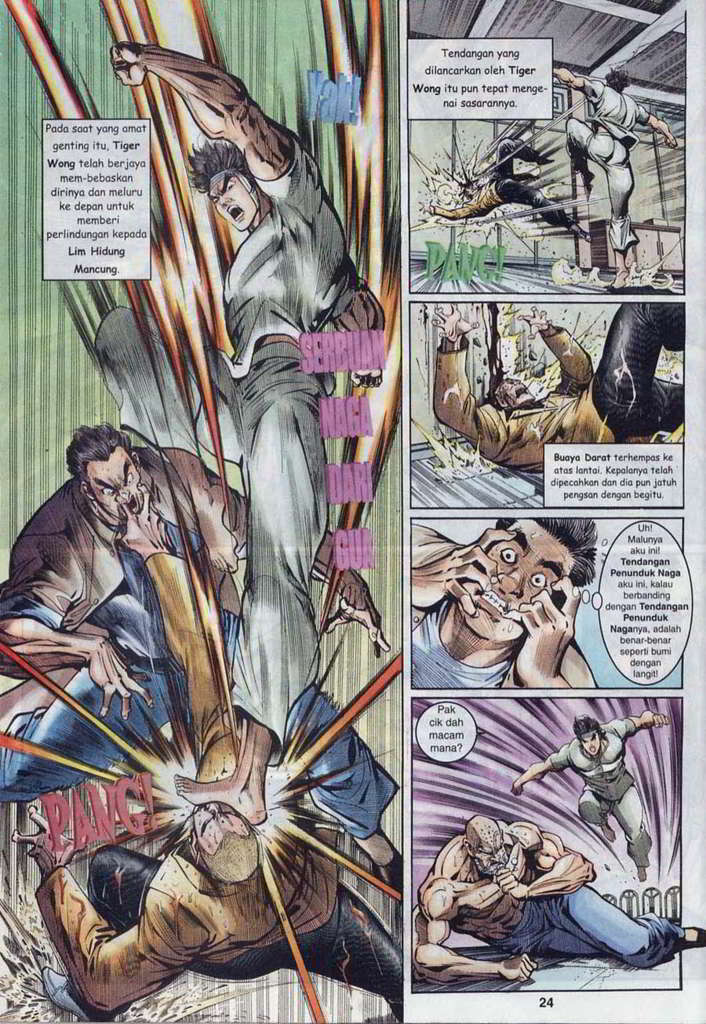 Pada saat yang amat
genting itu, Tiger
Wong telah berjaya
mem-bebaskan
dirinya dan meluru
ke depan untuk
memberi
perlindungan kepada
Lim Hidung
Mancung.
Yah!
SERBUAN
NAGA
DARI
PANG!
Tendangan yang
dilancarkan oleh Tiger
Wong itu pun tepat menge-
nai sasarannya.
PANG!
Buaya Darat terhempas ke
atas lantai. Kepalanya telah
dipecahkan dan dia pun jatuh
pengsan dengan begitu.
Uh!
Malunya
aku ini!
Tendangan
Penunduk Naga
aku ini, kalau
berbanding
dengan Tendangan
Penunduk
Naganya, adalah
benar-benar
seperti bumi
dengan
langit!
Pak
cik dah
macam
mana?
24